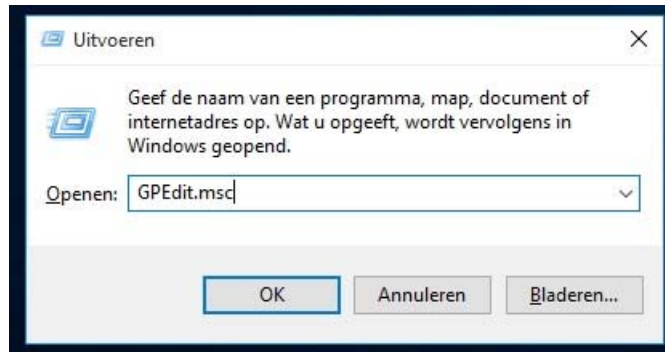 Uitvoeren
Geef de naam van een programma, map, document of
internetadres op. Wat u opgeeft, wordt vervolgens in
Windows geopend.
Openen: GPEdit.msc
OK Annuleren Bladeren...